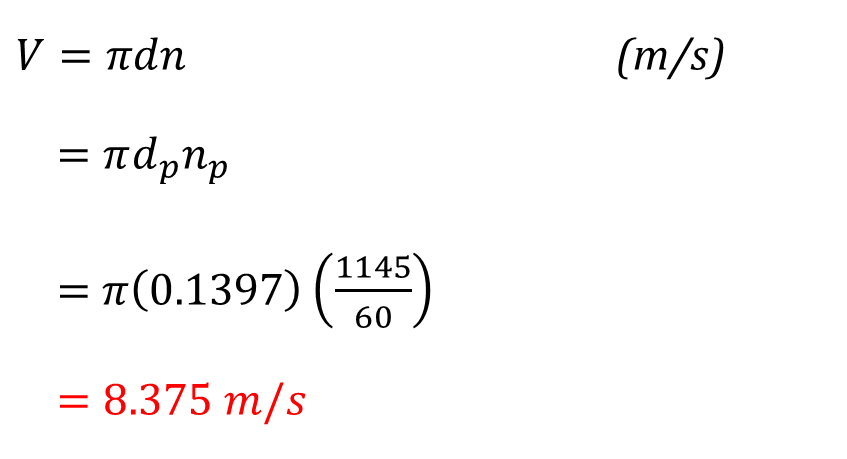 V = πdn (m/s)
= πd_p n_p
= π(0.1397) (1145/60)
= 8.375 m/s